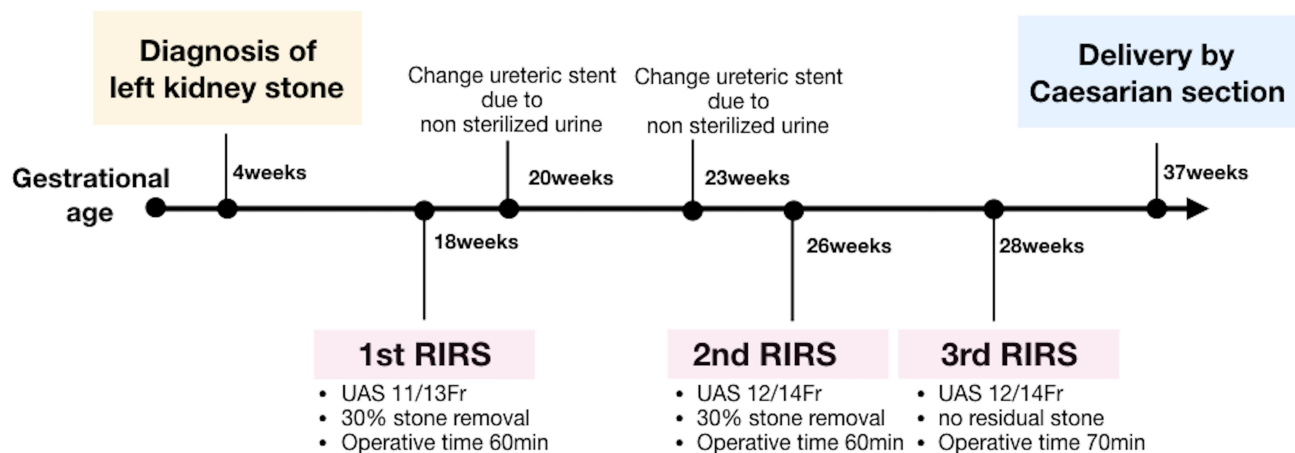 Diagnosis of
left kidney stone
Change ureteric stent
due to
non sterilized urine
Change ureteric stent
due to
non sterilized urine
Delivery by
Caesarian section
Gestrational
age
4weeks
18weeks
20weeks
23weeks
26weeks
28weeks
37weeks
1st RIRS
• UAS 11/13Fr
• 30% stone removal
• Operative time 60min
2nd RIRS
• UAS 12/14Fr
• 30% stone removal
• Operative time 60min
3rd RIRS
• UAS 12/14Fr
• no residual stone
• Operative time 70min